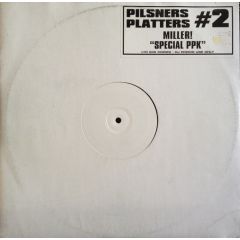 PILSNERS
PLATTERS #2
MILLER!
"SPECIAL PPK"